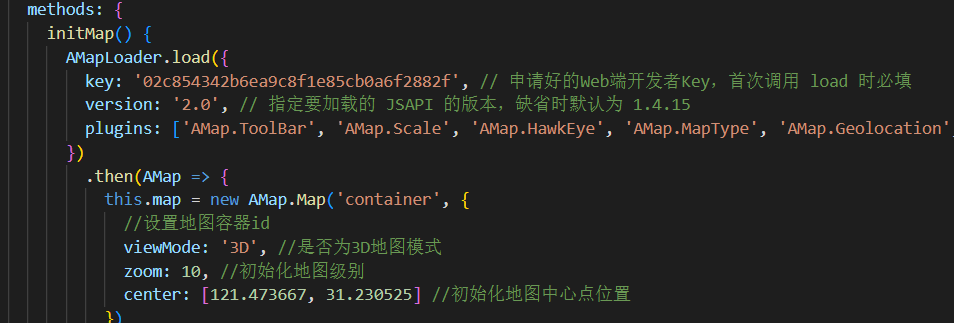 methods: {
initMap() {
AMapLoader.load({
key: '02c854342b6ea9c8f1e85cb0a6f2882f', // 申请好的Web端开发者Key，首次调用 load 时必填
version: '2.0', // 指定要加载的 JSAPI 的版本，缺省时默认为 1.4.15
plugins: ['AMap.ToolBar', 'AMap.Scale', 'AMap.HawkEye', 'AMap.MapType', 'AMap.Geolocation',
})
.then(AMap => {
this.map = new AMap.Map('container', {
//设置地图容器id
viewMode: '3D', //是否为3D地图模式
zoom: 10, //初始化地图级别
center: [121.473667, 31.230525] //初始化地图中心点位置
})